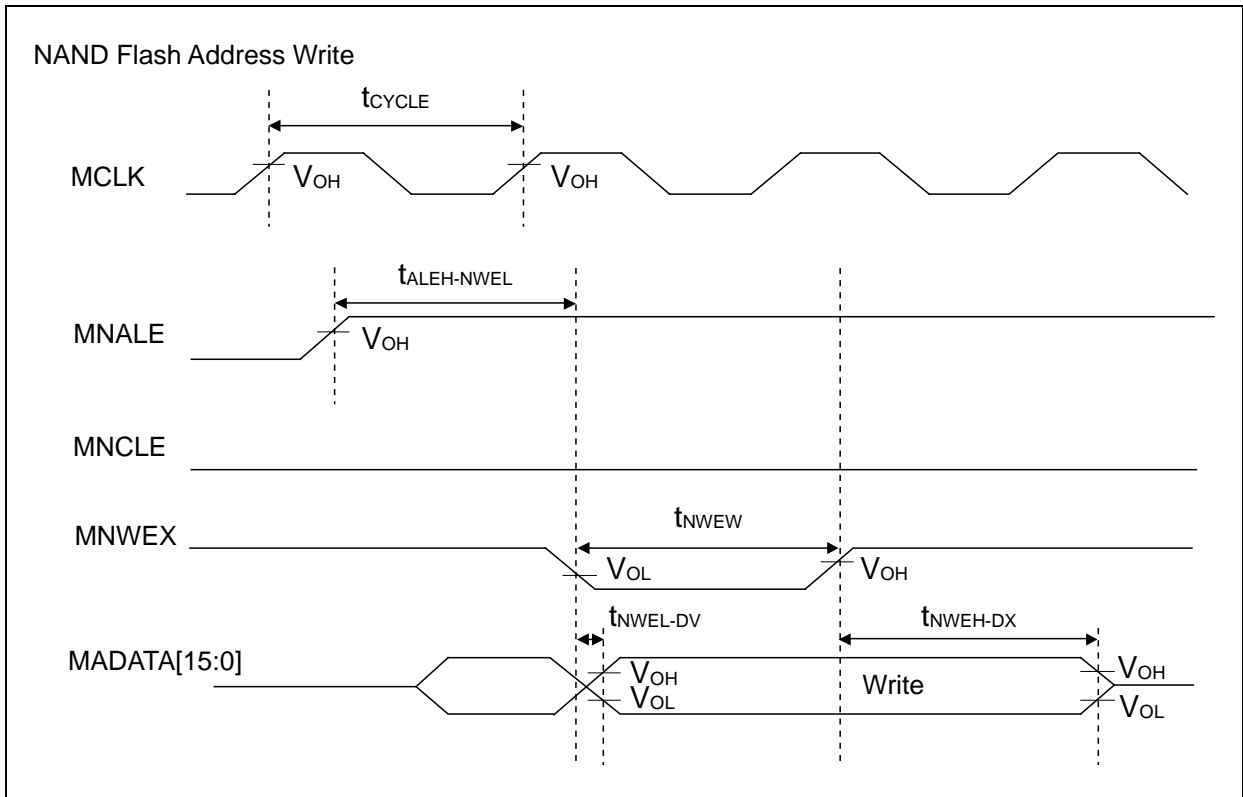 NAND Flash Address Write
tCYCLE
MCLK
VOH
VOH
tALEH-NWEL
MNALE
VOH
MNCLE
tNWEW
MNWEX
VOL
VOH
tNWEL-DV
tNWEH-DX
MADATA[15:0]
VOH
VOL
Write
VOH
VOL